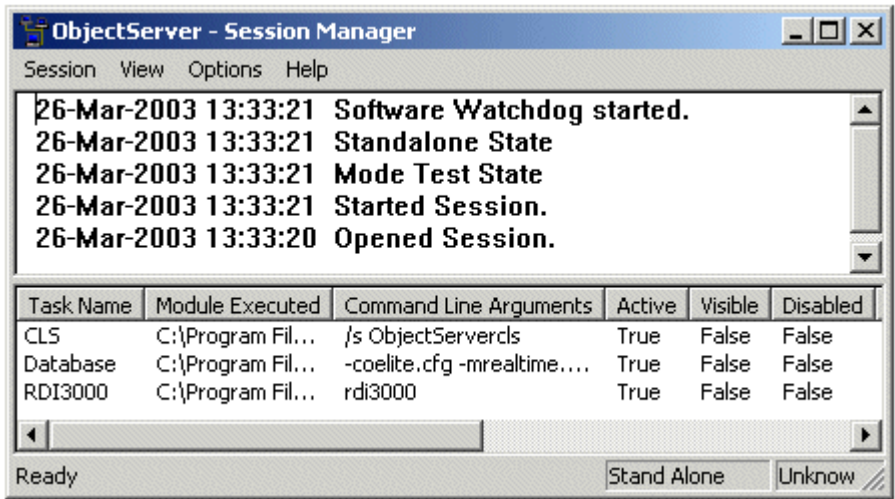 ObjectServer - Session Manager
Session View Options Help
26-Mar-2003 13:33:21 Software Watchdog started.
26-Mar-2003 13:33:21 Standalone State
26-Mar-2003 13:33:21 Mode Test State
26-Mar-2003 13:33:21 Started Session.
26-Mar-2003 13:33:20 Opened Session.
Task Name Module Executed Command Line Arguments Active Visible Disabled
CLS C:\Program Fil... /s ObjectServercls True False False
Database C:\Program Fil... -coelite.cfg -mrealtime.... True False False
RDI3000 C:\Program Fil... rdi3000 True False False
Ready Stand Alone Unknow